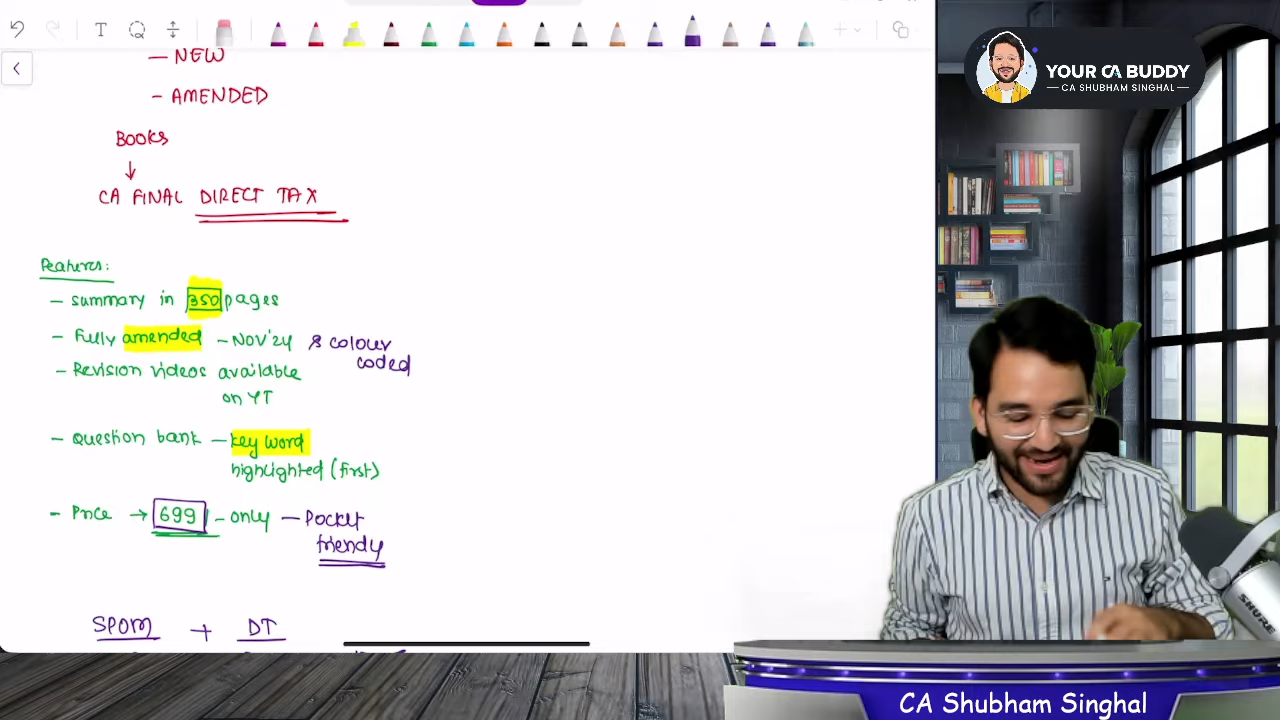 — NEW
- AMENDED
BOOKS
↓
CA FINAL DIRECT TAX
Features:
- summary in 350 pages
- Fully amended - NOV'24 & colour coded
- Revision videos available
on YT
- Question bank - key word
highlighted (first)
- Price → 699/- only - Pocket
friendy
SPOM + DT
YOUR CA BUDDY
— CA SHUBHAM SINGHAL —
SHURE
CA Shubham Singhal